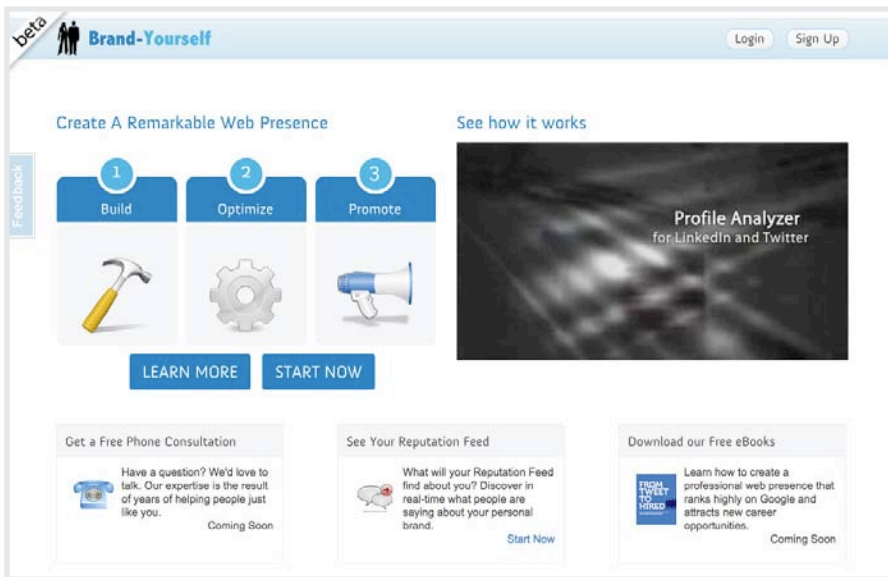 beta
Brand-Yourself
Login
Sign Up
Create A Remarkable Web Presence
See how it works
Feedback
1
2
3
Build
Optimize
Promote
Profile Analyzer
for LinkedIn and Twitter
LEARN MORE
START NOW
Get a Free Phone Consultation
Have a question? We'd love to
talk. Our expertise is the result
of years of helping people just
like you.
Coming Soon
See Your Reputation Feed
What will your Reputation Feed
find about you? Discover in
real-time what people are
saying about your personal
brand.
Start Now
Download our Free eBooks
FROM
TWEET
TO
HIRED
Learn how to create a
professional web presence that
ranks highly on Google and
attracts new career
opportunities.
Coming Soon